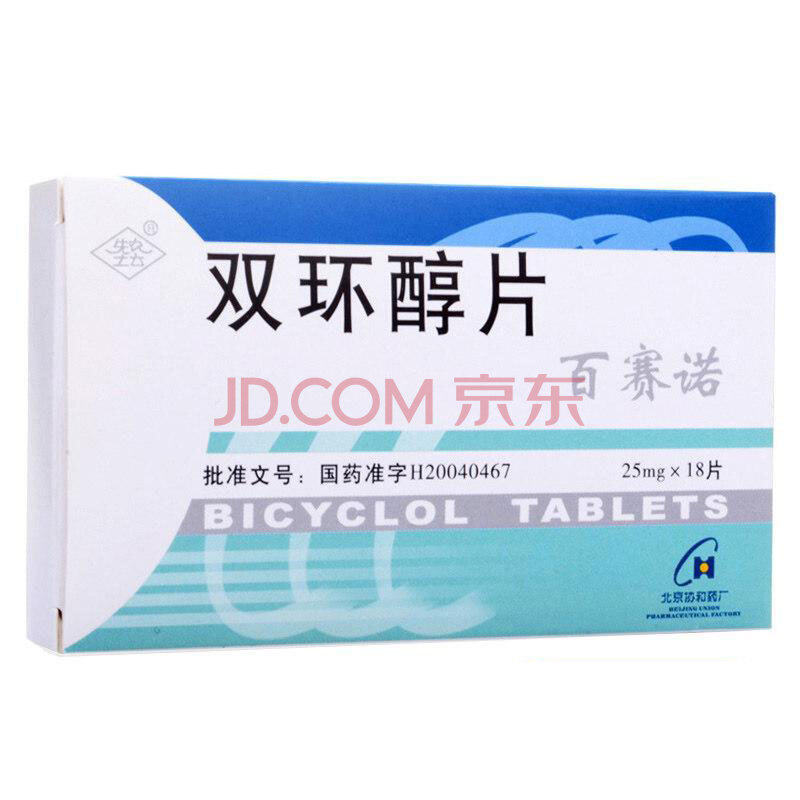 双环醇片
百赛诺
JD.COM 京东
批准文号：国药准字H20040467
25mg×18片
BICYCLOL TABLETS
北京协和药厂
BEIJING UNION
PHARMACEUTICAL FACTORY